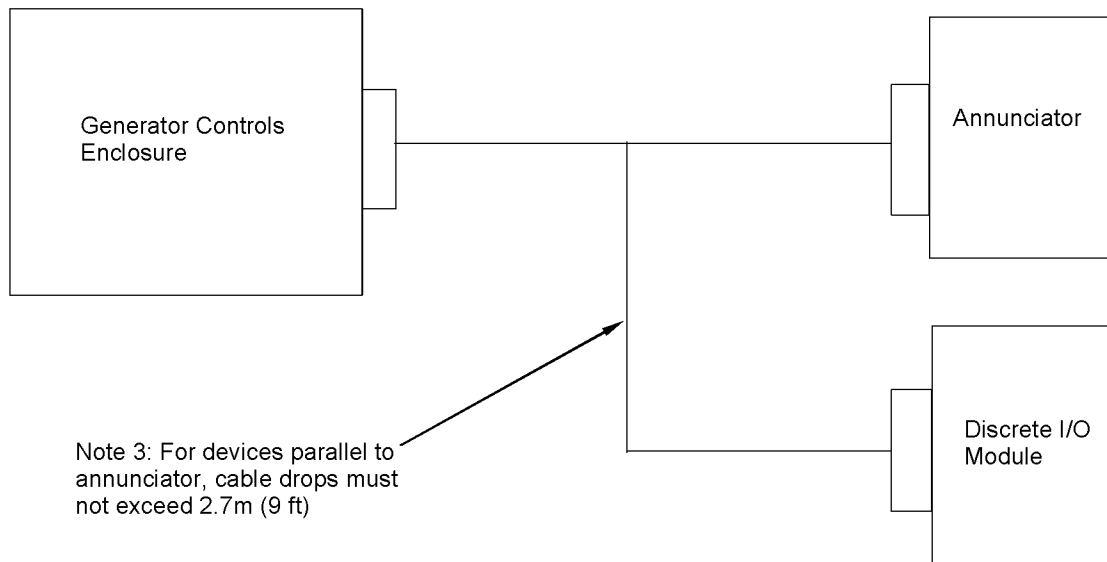 Generator Controls
Enclosure
Annunciator
Note 3: For devices parallel to
annunciator, cable drops must
not exceed 2.7m (9 ft)
Discrete I/O
Module